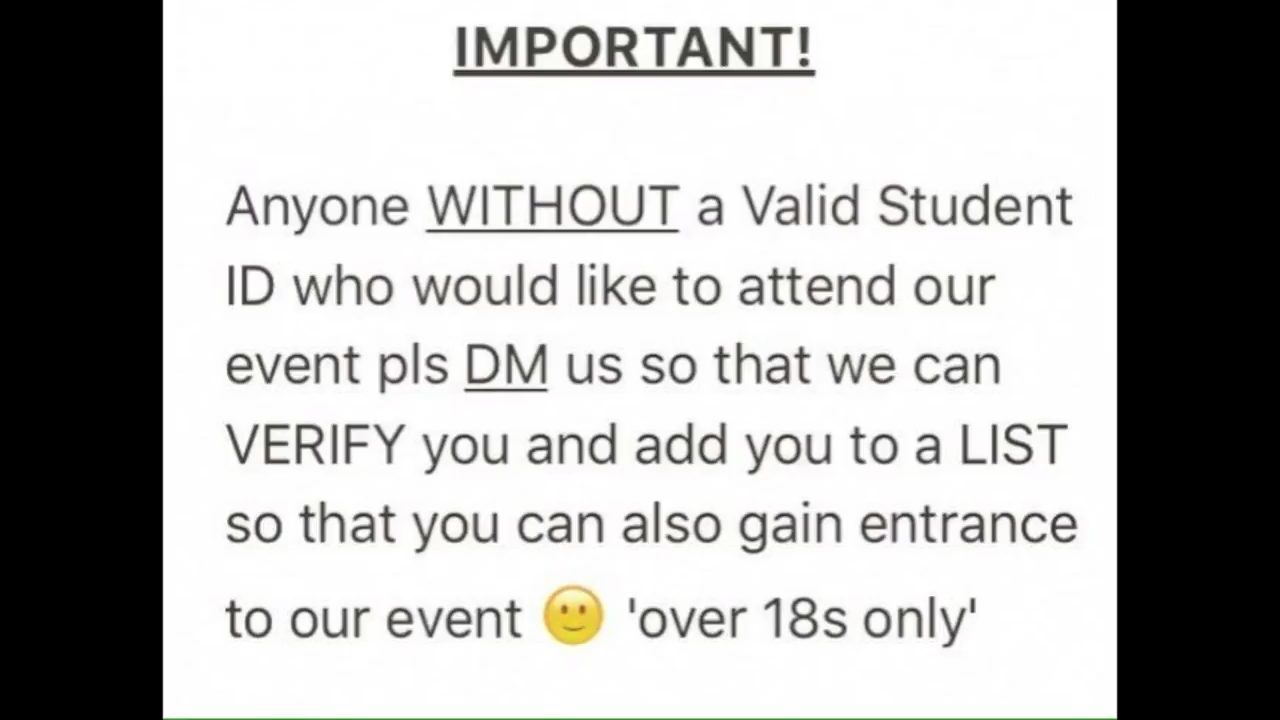 IMPORTANT!
Anyone WITHOUT a Valid Student
ID who would like to attend our
event pls DM us so that we can
VERIFY you and add you to a LIST
so that you can also gain entrance
to our event 🙂 'over 18s only'